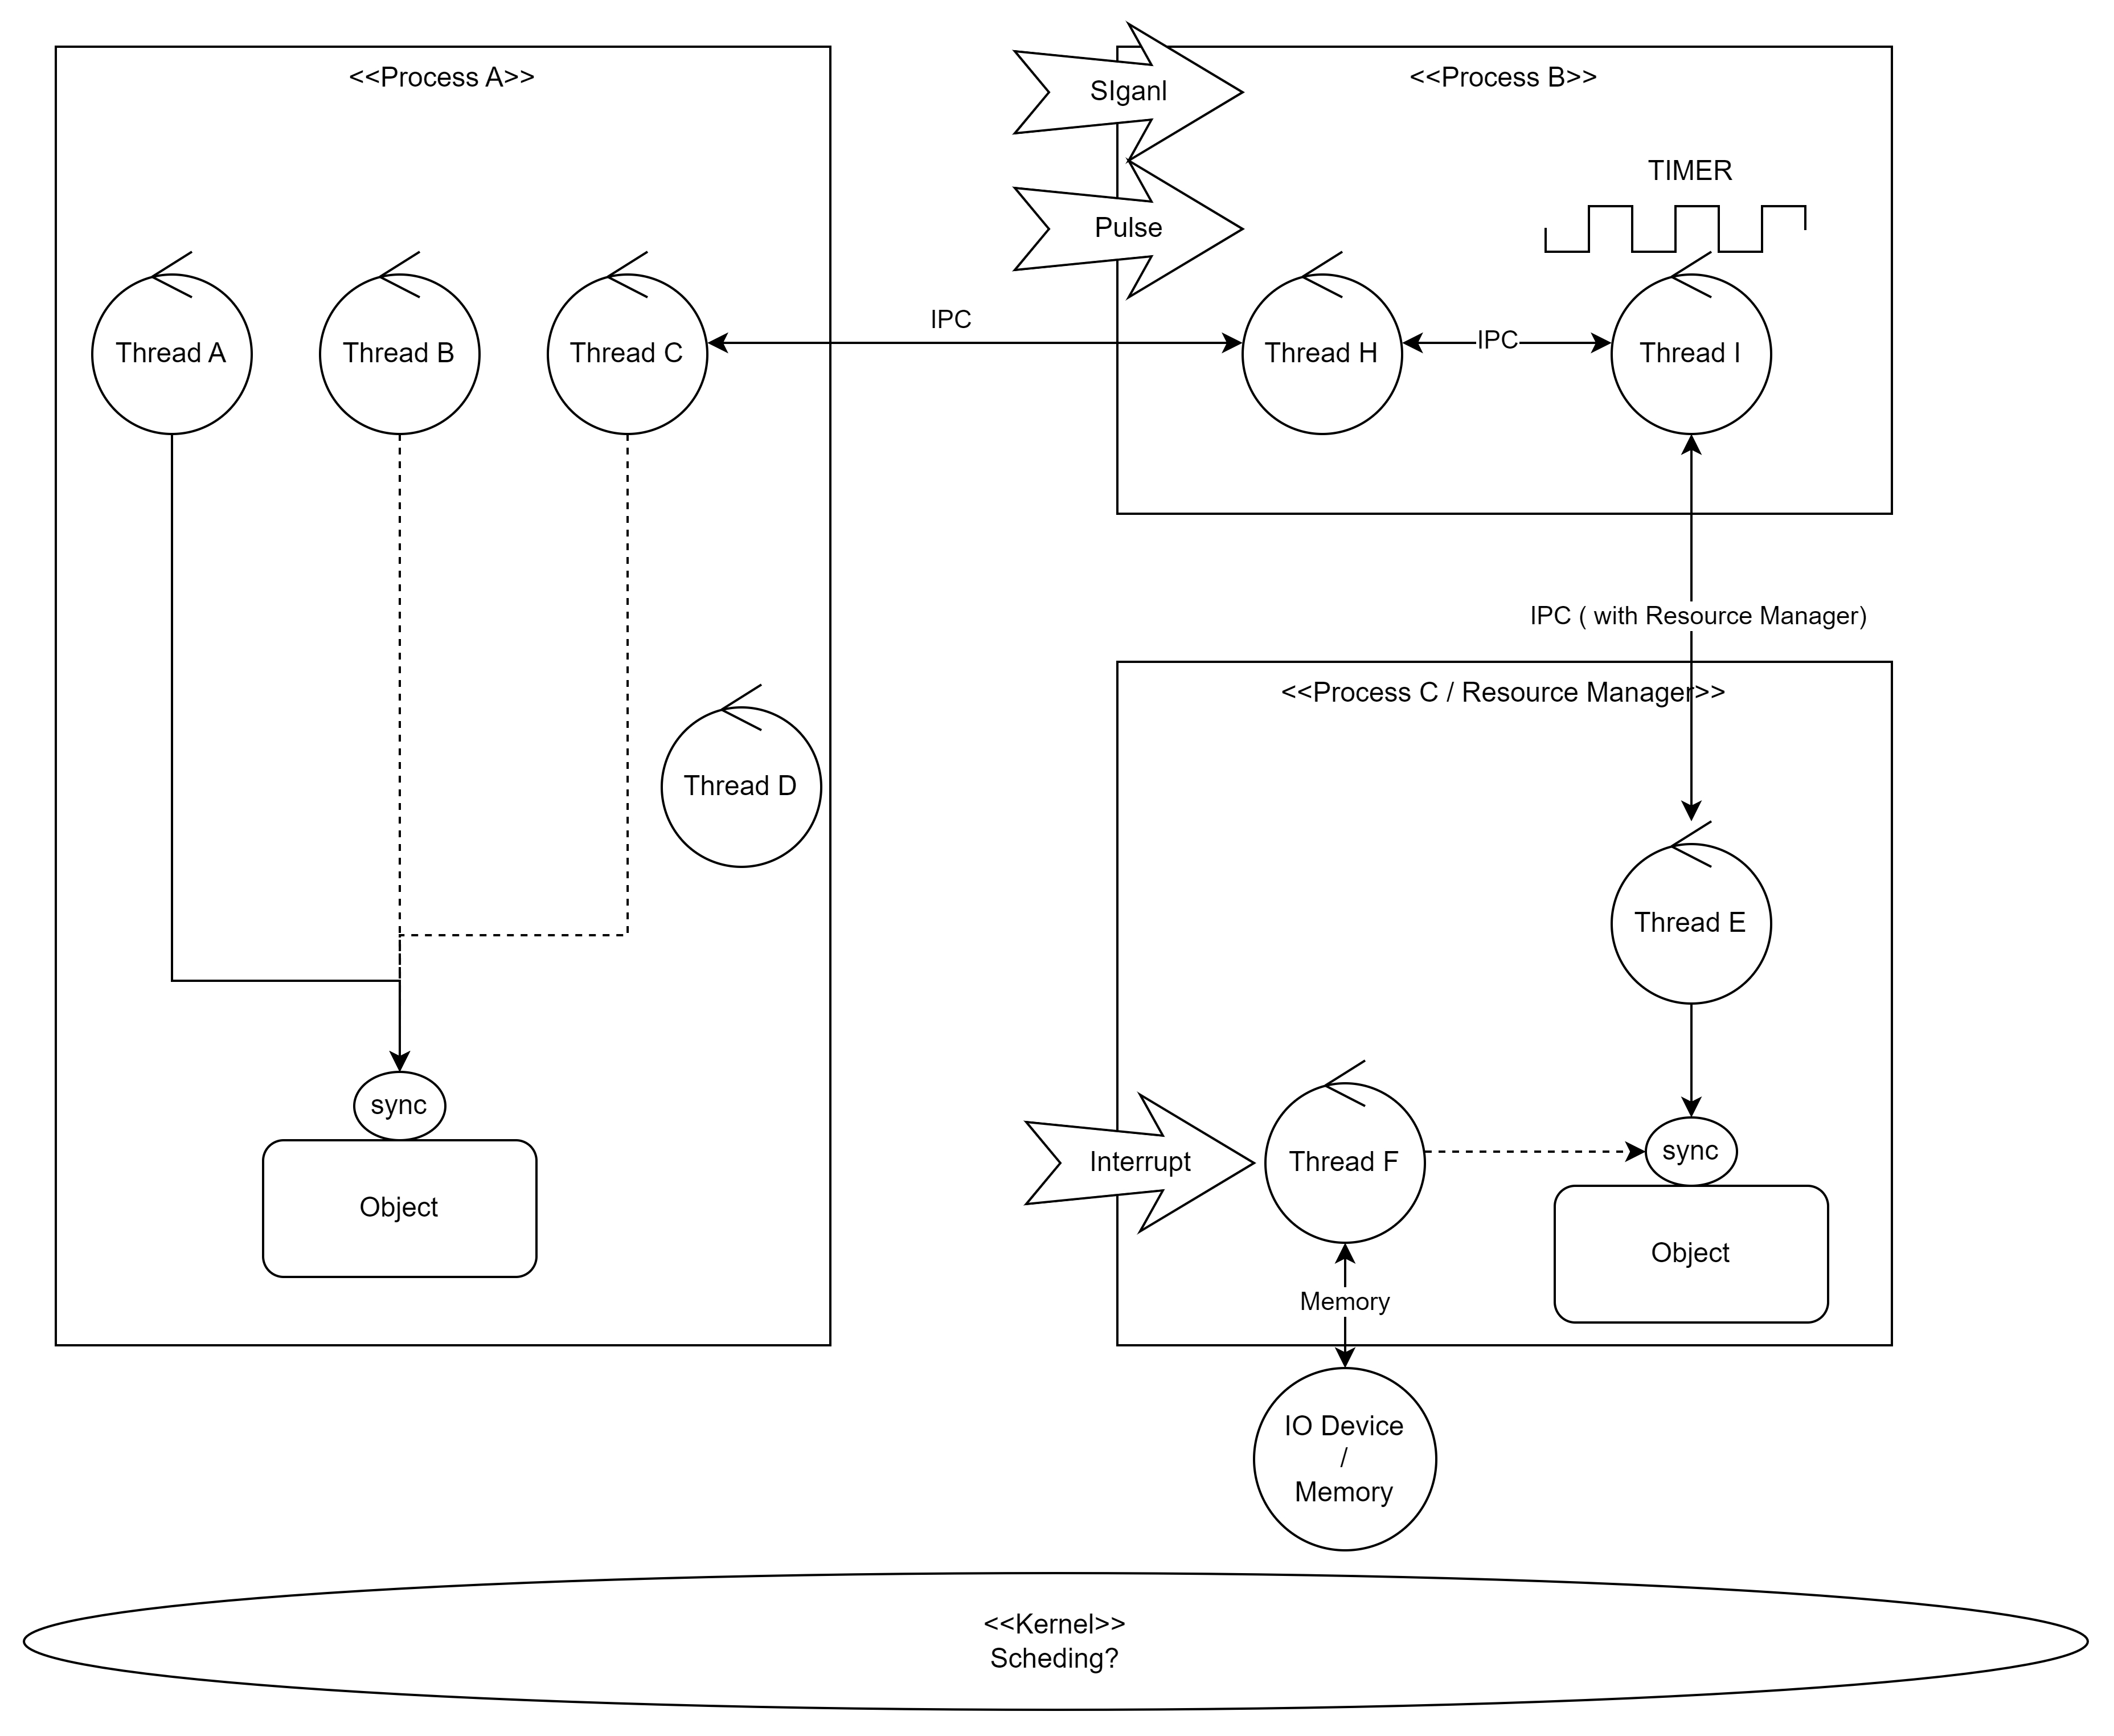 <<Process A>>
SIganl
<<Process B>>
Pulse
TIMER
Thread A
Thread B
Thread C
IPC
Thread H
IPC
Thread I
IPC ( with Resource Manager)
<<Process C / Resource Manager>>
Thread D
Thread E
sync
Object
Interrupt
Thread F
sync
Object
Memory
IO Device
/
Memory
<<Kernel>>
Scheding?